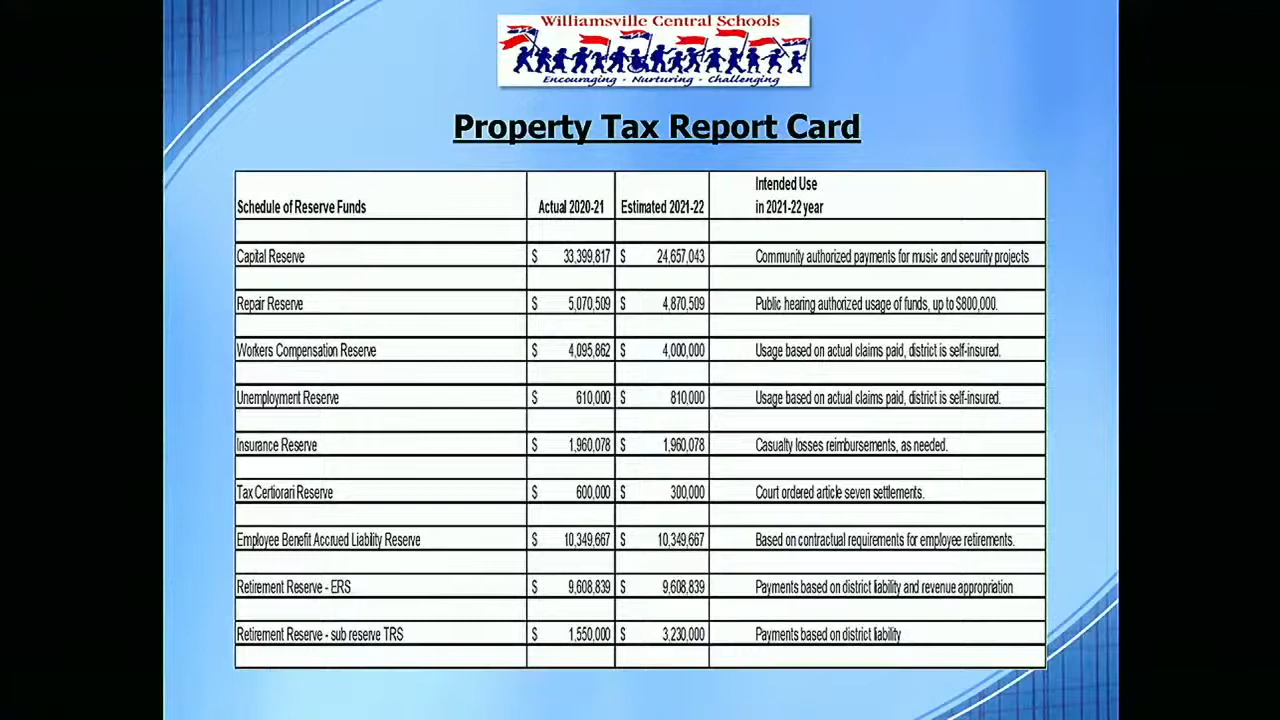 Williamsville Central Schools
Encouraging - Nurturing - Challenging
Property Tax Report Card
Schedule of Reserve Funds Actual 2020-21 Estimated 2021-22 Intended Use in 2021-22 year
Capital Reserve $ 33,399,817 $ 24,657,043 Community authorized payments for music and security projects
Repair Reserve $ 5,070,509 $ 4,870,509 Public hearing authorized usage of funds, up to $800,000.
Workers Compensation Reserve $ 4,095,862 $ 4,000,000 Usage based on actual claims paid, district is self-insured.
Unemployment Reserve $ 610,000 $ 810,000 Usage based on actual claims paid, district is self-insured.
Insurance Reserve $ 1,960,078 $ 1,960,078 Casualty losses reimbursements, as needed.
Tax Certiorari Reserve $ 600,000 $ 300,000 Court ordered article seven settlements.
Employee Benefit Accrued Liablity Reserve $ 10,349,667 $ 10,349,667 Based on contractual requirements for employee retirements.
Retirement Reserve - ERS $ 9,608,839 $ 9,608,839 Payments based on district liability and revenue appropriation
Retirement Reserve - sub reserve TRS $ 1,550,000 $ 3,230,000 Payments based on district liability